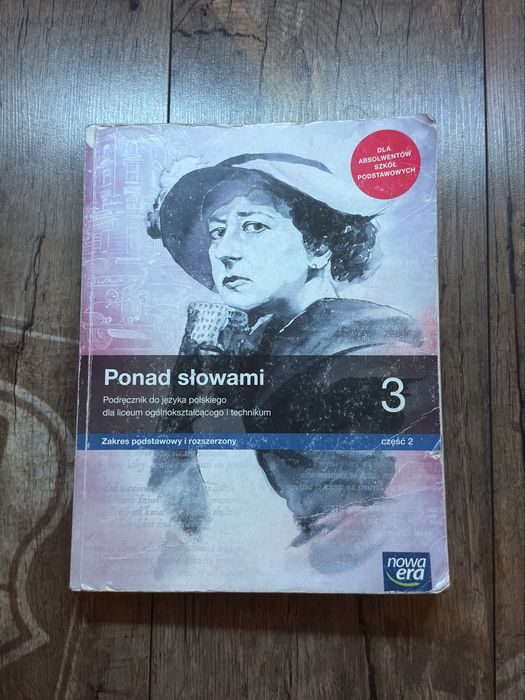 DLA
ABSOLWENTÓW
SZKÓŁ
PODSTAWOWYCH
Ponad słowami
Podręcznik do języka polskiego
dla liceum ogólnokształcącego i technikum
3
Zakres podstawowy i rozszerzony
część 2
nowa
era